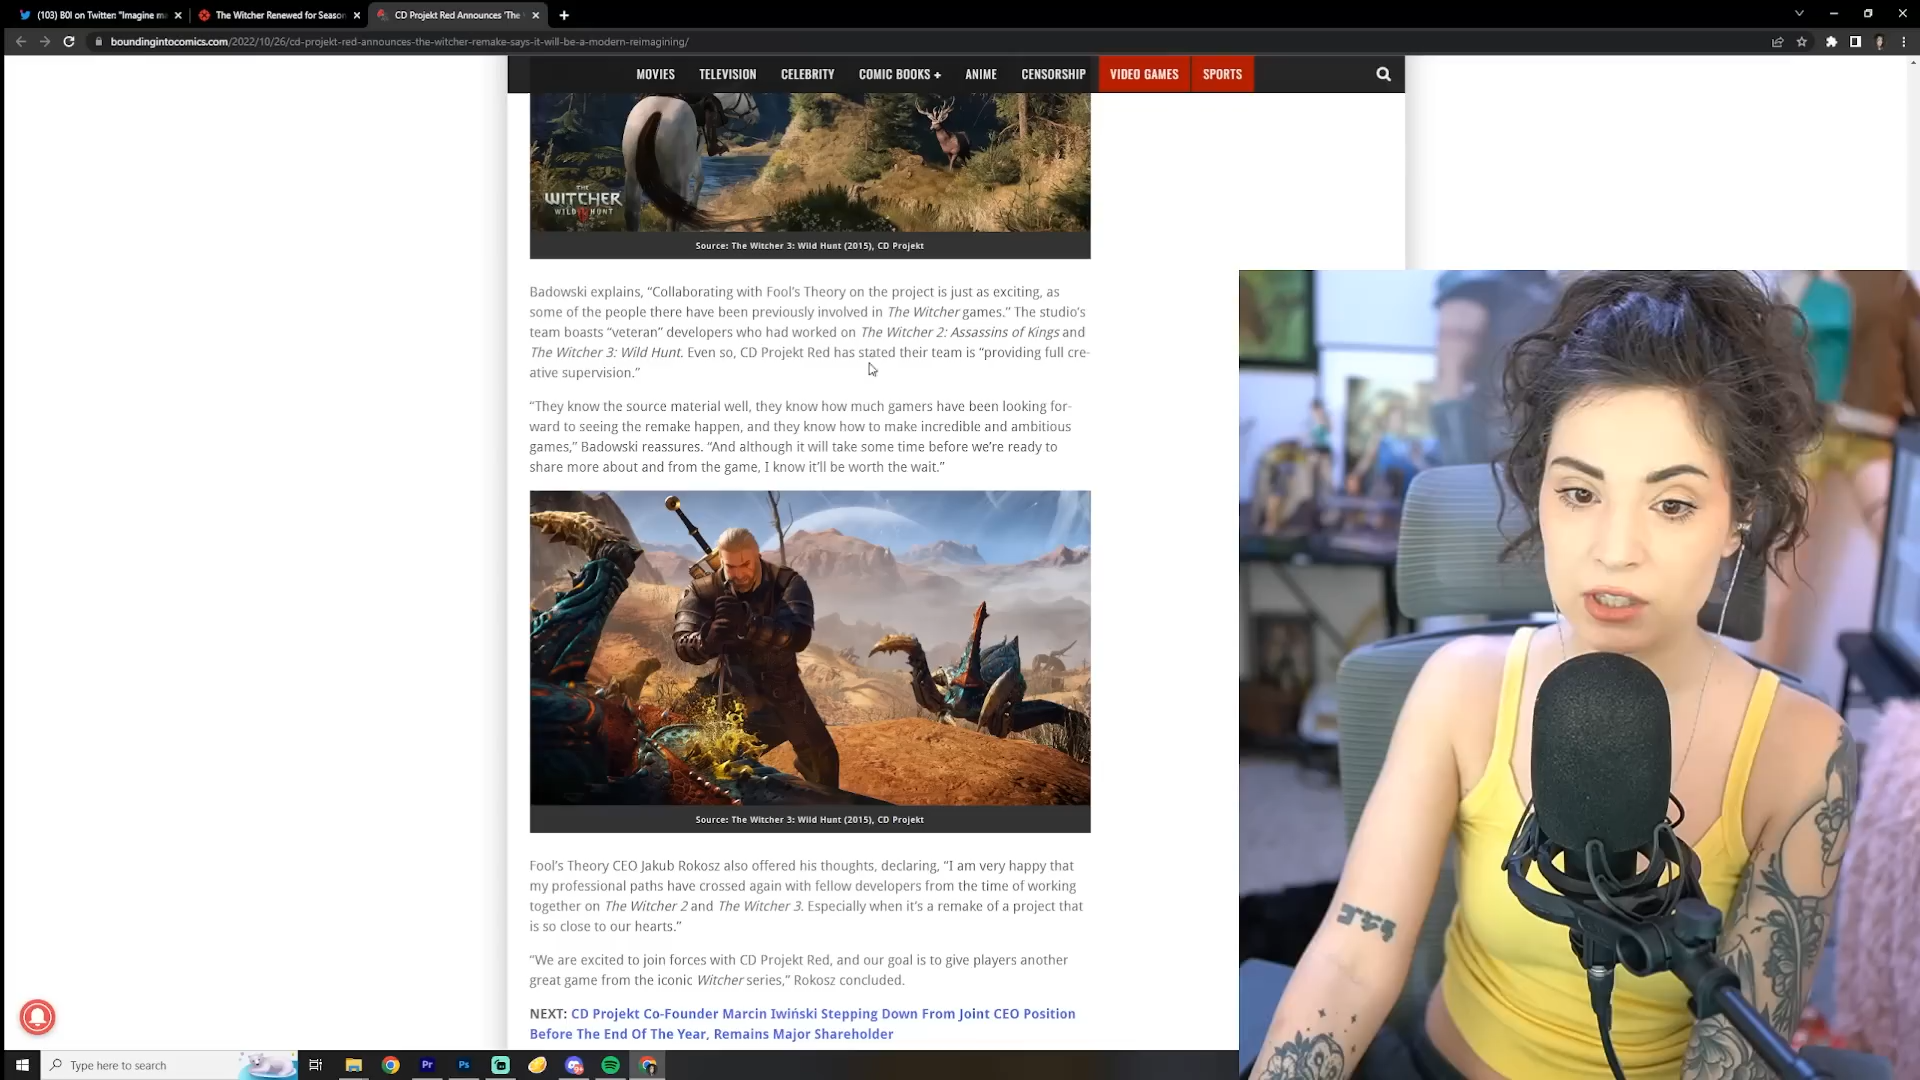 (103) B0I on Twitter: "Imagine m
The Witcher Renewed for Season
CD Projekt Red Announces 'The
boundingintocomics.com/2022/10/26/cd-projekt-red-announces-the-witcher-remake-says-it-will-be-a-modern-reimagining/
MOVIES TELEVISION CELEBRITY COMIC BOOKS + ANIME CENSORSHIP VIDEO GAMES SPORTS
THE
WITCHER
WILD HUNT
Source: The Witcher 3: Wild Hunt (2015), CD Projekt
Badowski explains, “Collaborating with Fool’s Theory on the project is just as exciting, as
some of the people there have been previously involved in The Witcher games.” The studio’s
team boasts “veteran” developers who had worked on The Witcher 2: Assassins of Kings and
The Witcher 3: Wild Hunt. Even so, CD Projekt Red has stated their team is “providing full cre-
ative supervision.”
“They know the source material well, they know how much gamers have been looking for-
ward to seeing the remake happen, and they know how to make incredible and ambitious
games,” Badowski reassures. “And although it will take some time before we’re ready to
share more about and from the game, I know it’ll be worth the wait.”
Source: The Witcher 3: Wild Hunt (2015), CD Projekt
Fool’s Theory CEO Jakub Rokosz also offered his thoughts, declaring, “I am very happy that
my professional paths have crossed again with fellow developers from the time of working
together on The Witcher 2 and The Witcher 3. Especially when it’s a remake of a project that
is so close to our hearts.”
“We are excited to join forces with CD Projekt Red, and our goal is to give players another
great game from the iconic Witcher series,” Rokosz concluded.
NEXT: CD Projekt Co-Founder Marcin Iwiński Stepping Down From Joint CEO Position
Before The End Of The Year, Remains Major Shareholder
Type here to search
Pr
Ps